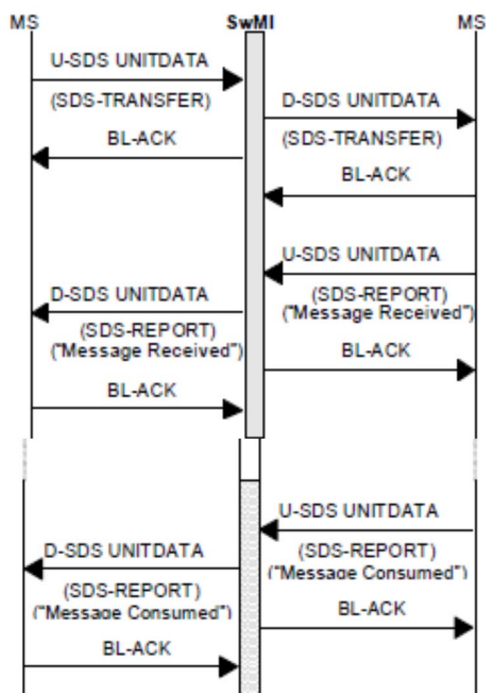 MS SwMI MS
U-SDS UNITDATA
(SDS-TRANSFER)
D-SDS UNITDATA
BL-ACK
(SDS-TRANSFER)
BL-ACK
U-SDS UNITDATA
D-SDS UNITDATA
(SDS-REPORT)
("Message Received")
(SDS-REPORT)
("Message Received")
BL-ACK
BL-ACK
U-SDS UNITDATA
D-SDS UNITDATA
(SDS-REPORT)
("Message Consumed")
(SDS-REPORT)
("Message Consumed")
BL-ACK
BL-ACK